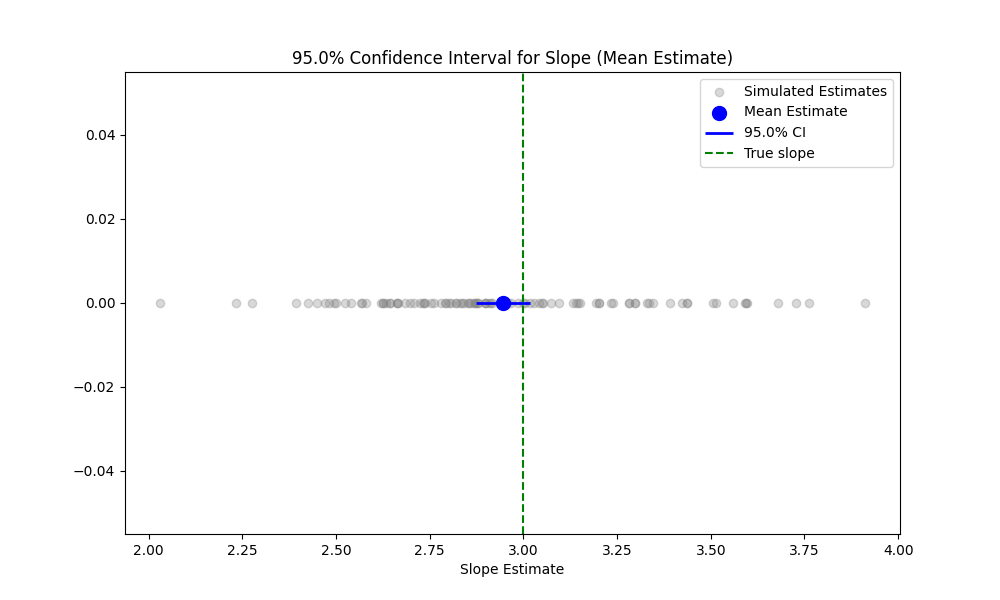 95.0% Confidence Interval for Slope (Mean Estimate)
Simulated Estimates
Mean Estimate
95.0% CI
True slope
0.04
0.02
0.00
−0.02
−0.04
2.00 2.25 2.50 2.75 3.00 3.25 3.50 3.75 4.00
Slope Estimate